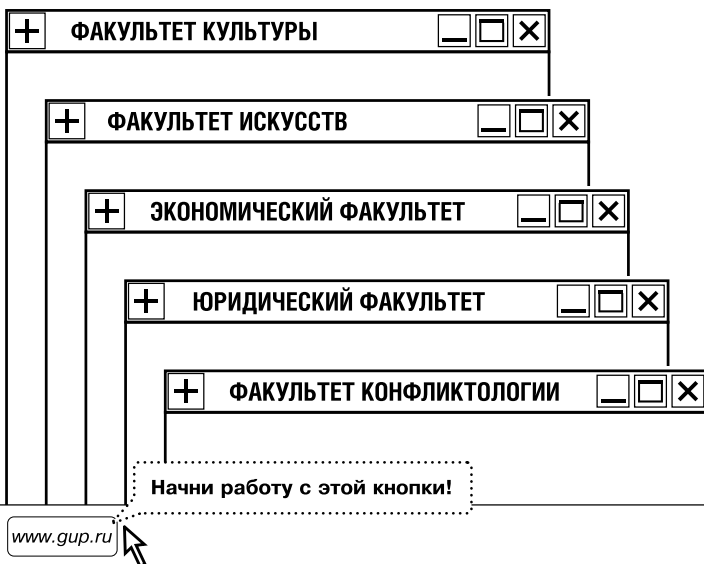 ФАКУЛЬТЕТ КУЛЬТУРЫ
ФАКУЛЬТЕТ ИСКУССТВ
ЭКОНОМИЧЕСКИЙ ФАКУЛЬТЕТ
ЮРИДИЧЕСКИЙ ФАКУЛЬТЕТ
ФАКУЛЬТЕТ КОНФЛИКТОЛОГИИ
Начни работу с этой кнопки!
www.gup.ru